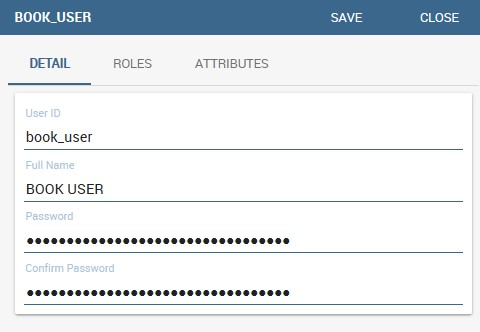 BOOK_USER SAVE CLOSE
DETAIL ROLES ATTRIBUTES
User ID
book_user
Full Name
BOOK USER
Password
●●●●●●●●●●●●●●●●●●●●●●●●●●●●●●●●●
Confirm Password
●●●●●●●●●●●●●●●●●●●●●●●●●●●●●●●●●